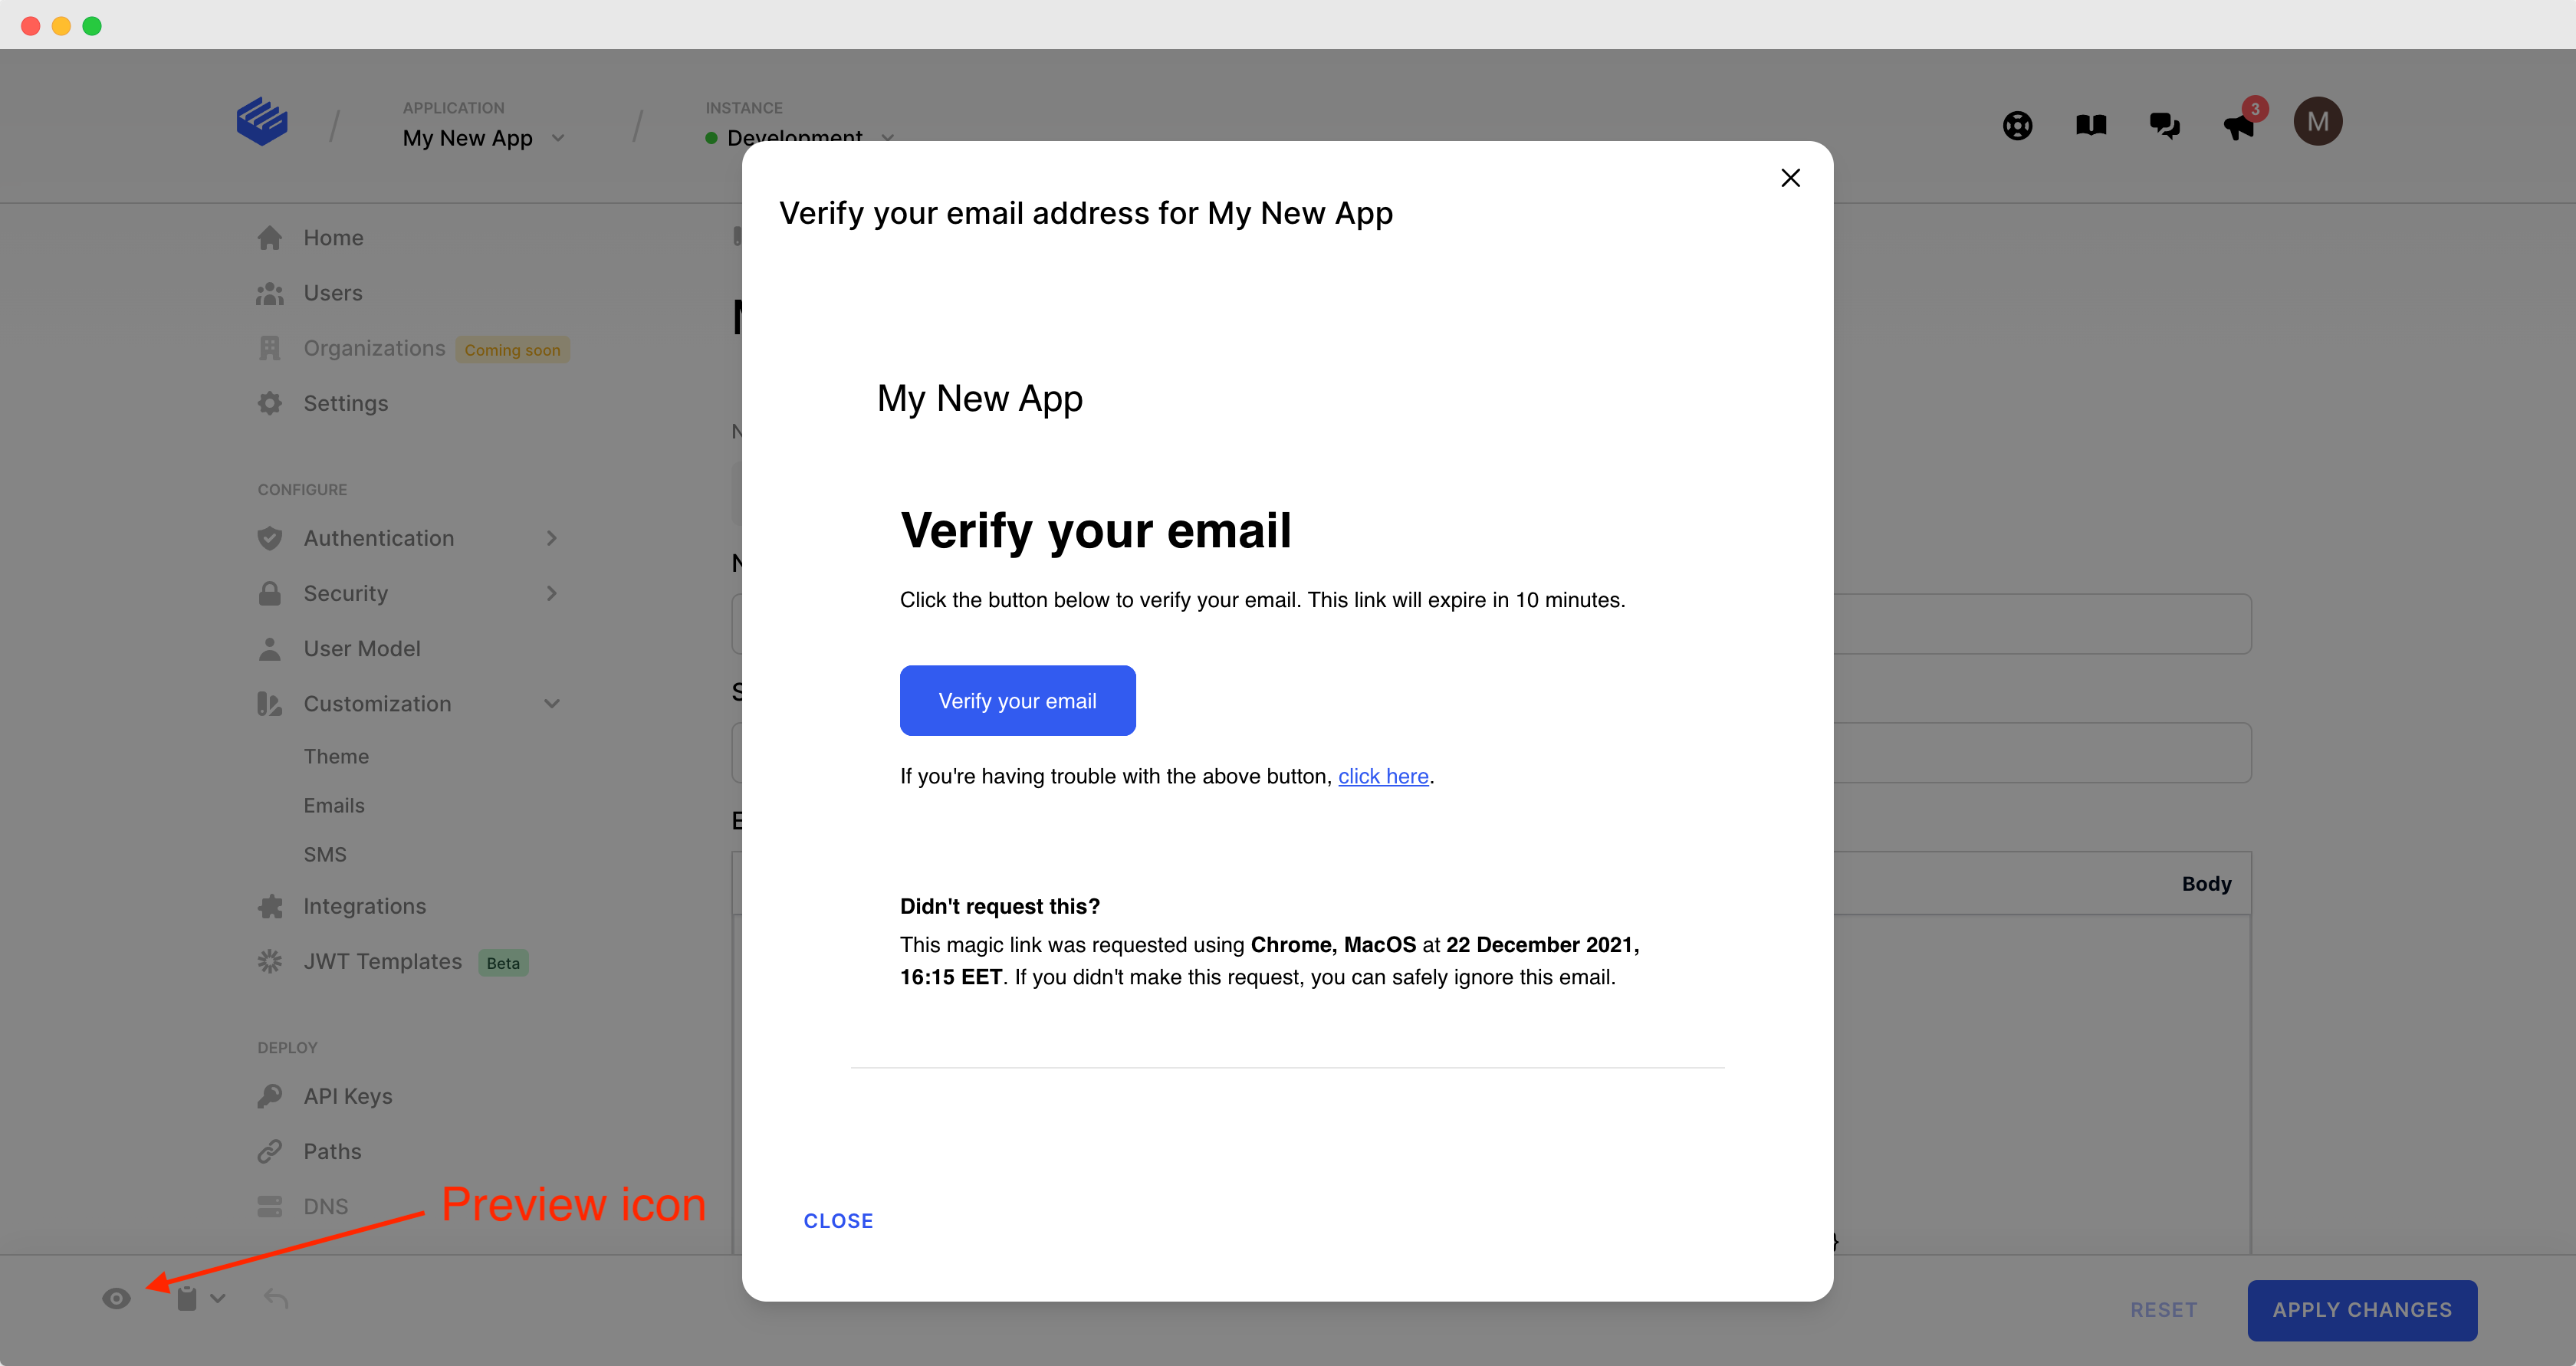 APPLICATION
My New App
INSTANCE
Development
3
M
Home
Users
Organizations Coming soon
Settings
CONFIGURE
Authentication
Security
User Model
Customization
Theme
Emails
SMS
Integrations
JWT Templates Beta
DEPLOY
API Keys
Paths
DNS
Preview icon
Verify your email address for My New App
My New App
Verify your email
Click the button below to verify your email. This link will expire in 10 minutes.
Verify your email
If you're having trouble with the above button, click here.
Didn't request this?
This magic link was requested using Chrome, MacOS at 22 December 2021,
16:15 EET. If you didn't make this request, you can safely ignore this email.
CLOSE
Body
}
RESET
APPLY CHANGES